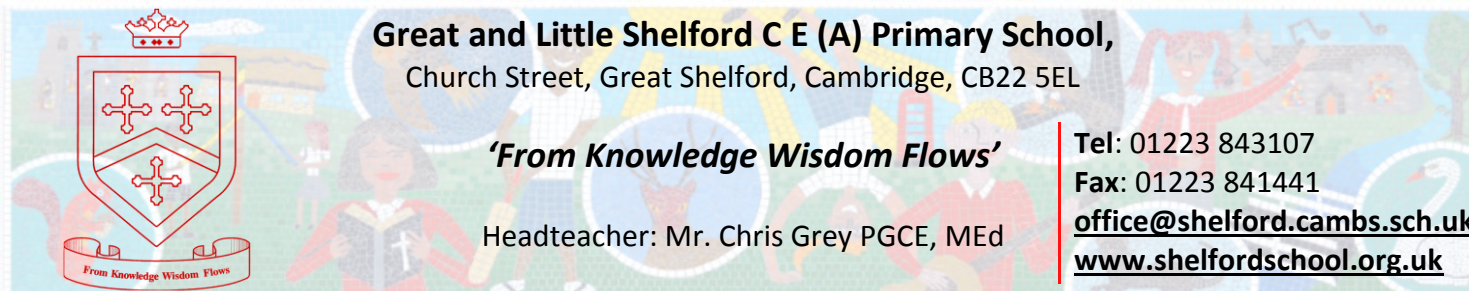 Great and Little Shelford C E (A) Primary School,
Church Street, Great Shelford, Cambridge, CB22 5EL
‘From Knowledge Wisdom Flows’
Headteacher: Mr. Chris Grey PGCE, MEd
Tel: 01223 843107
Fax: 01223 841441
office@shelford.cambs.sch.uk
www.shelfordschool.org.uk
From Knowledge Wisdom Flows